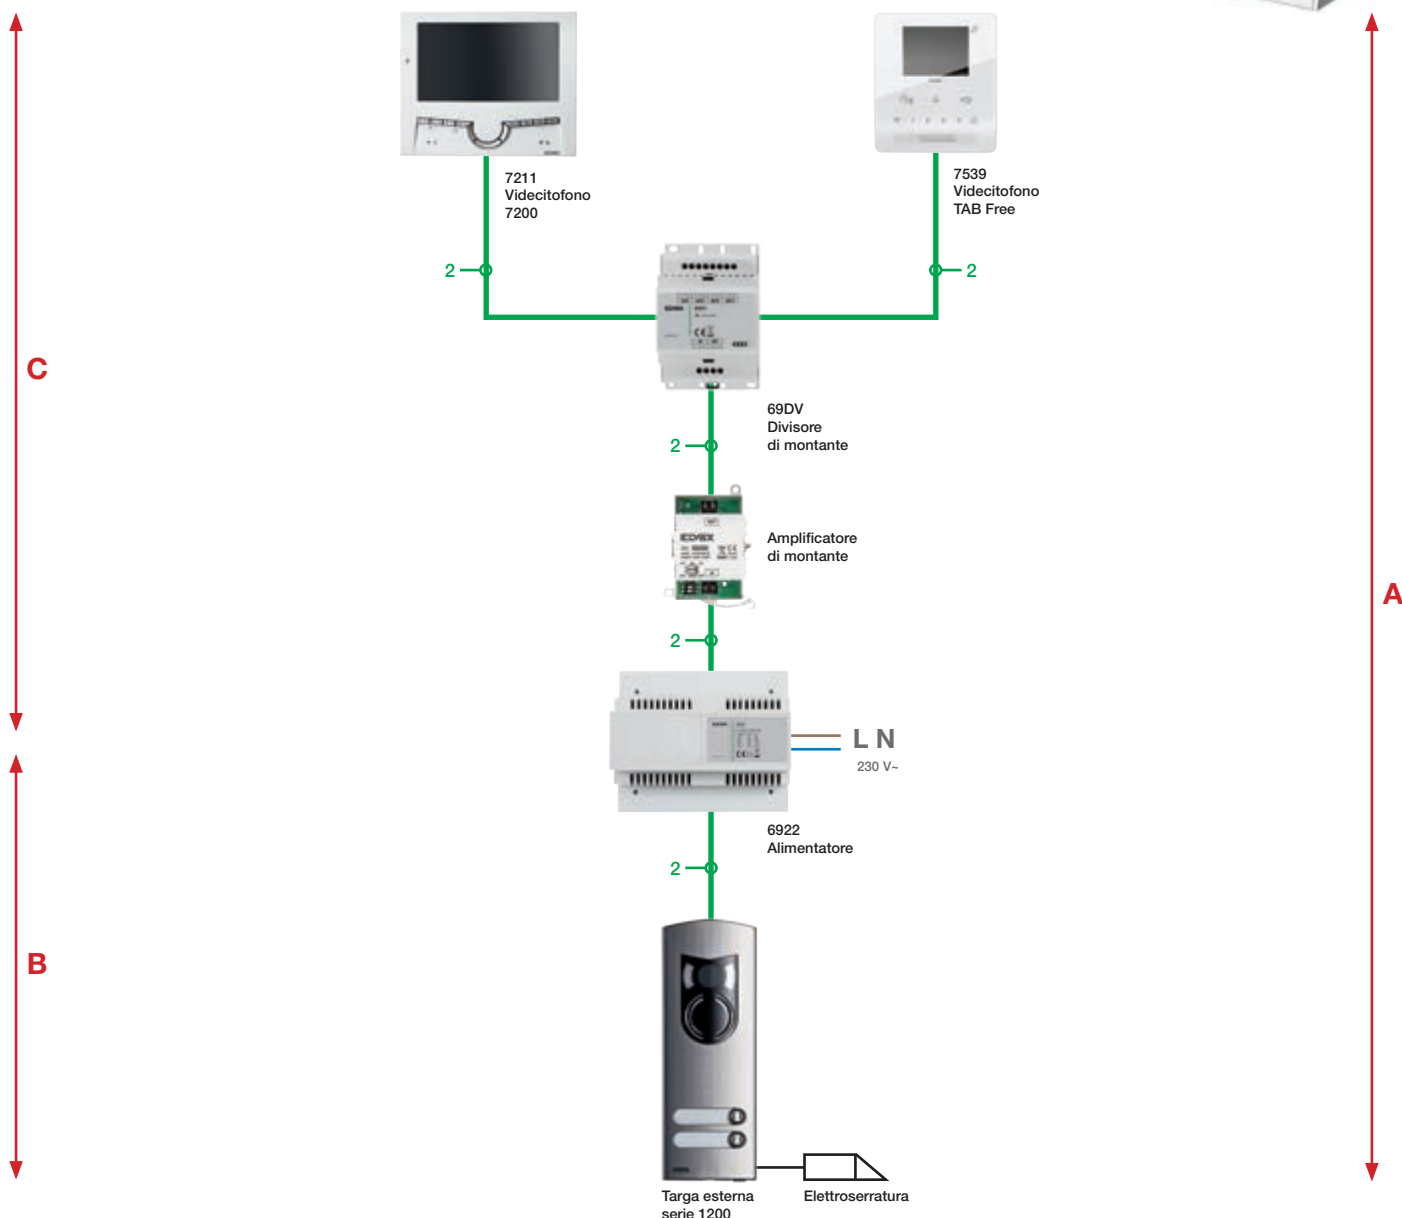 7211
Videcitofono
7200
7539
Videcitofono
TAB Free
2
2
C
69DV
Divisore
di montante
2
ELVOX
Amplificatore
di montante
A
2
L N
230 V~
6922
Alimentatore
2
B
Targa esterna
serie 1200
Elettroserratura